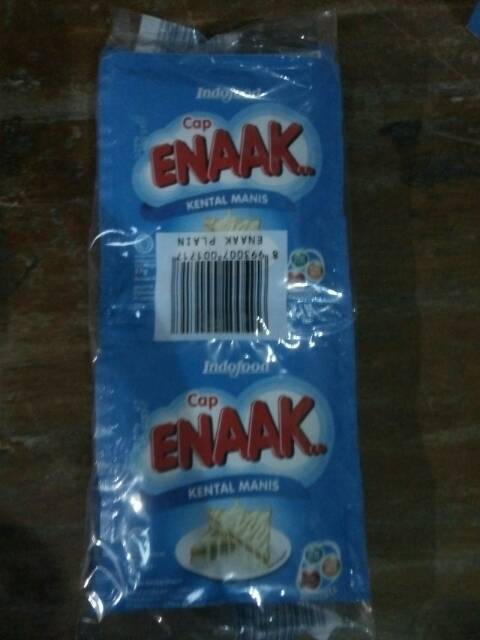 Indofood
Cap
ENAAK..
KENTAL MANIS
ENAAK PLAIN
8 993007 001717
Indofood
Cap
ENAAK..
KENTAL MANIS